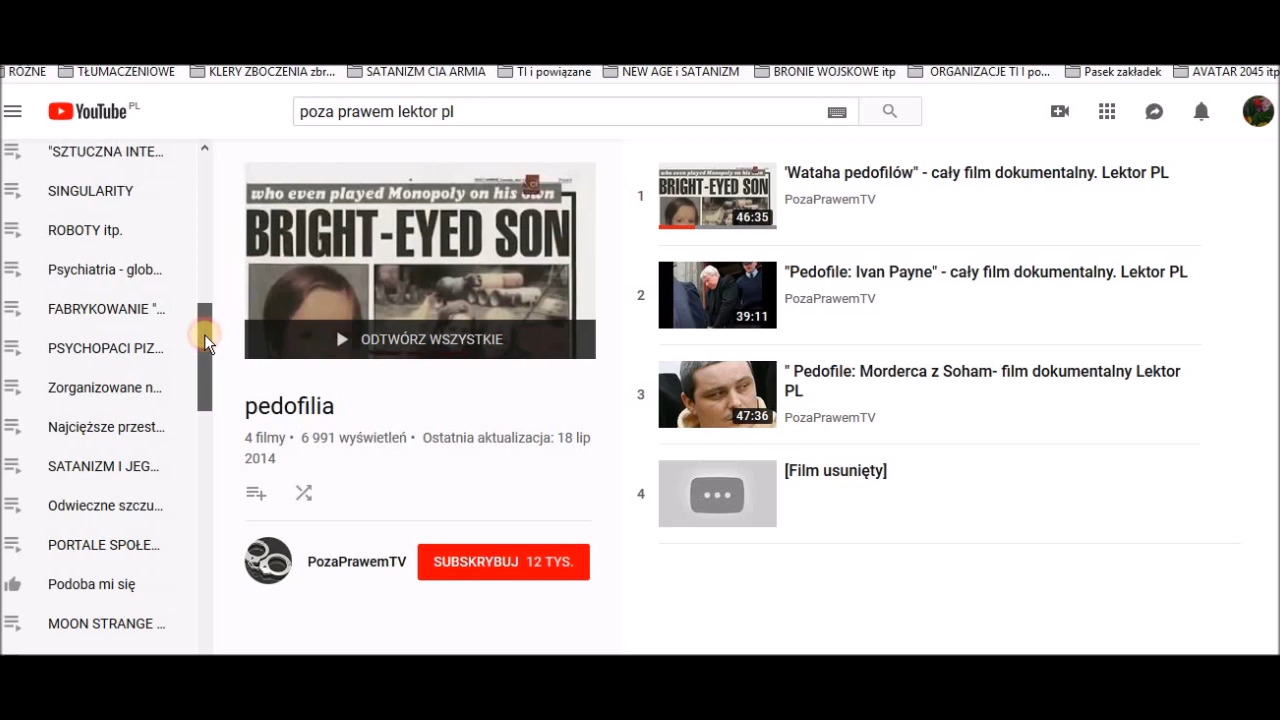 RÓŻNE
TŁUMACZENIOWE
KLERY ZBOCZENIA zbr...
SATANIZM CIA ARMIA
TI i powiązane
NEW AGE i SATANIZM
BRONIE WOJSKOWE itp
ORGANIZACJE TI I po...
Pasek zakładek
AVATAR 2045 itp
YouTube PL
poza prawem lektor pl
"SZTUCZNA INTE...
SINGULARITY
ROBOTY itp.
Psychiatria - glob...
FABRYKOWANIE "...
PSYCHOPACI PIZ...
Zorganizowane n...
Najcięższe przest...
SATANIZM I JEG...
Odwieczne szczu...
PORTALE SPOŁE...
Podoba mi się
MOON STRANGE ...
who even played Monopoly on his own
BRIGHT-EYED SON
ODTWÓRZ WSZYSTKIE
pedofilia
4 filmy • 6 991 wyświetleń • Ostatnia aktualizacja: 18 lip
2014
PozaPrawemTV
SUBSKRYBUJ 12 TYS.
1
BRIGHT-EYED SON
46:35
"Wataha pedofilów" - cały film dokumentalny. Lektor PL
PozaPrawemTV
2
39:11
"Pedofile: Ivan Payne" - cały film dokumentalny. Lektor PL
PozaPrawemTV
3
47:36
" Pedofile: Morderca z Soham- film dokumentalny Lektor
PL
PozaPrawemTV
4
[Film usunięty]